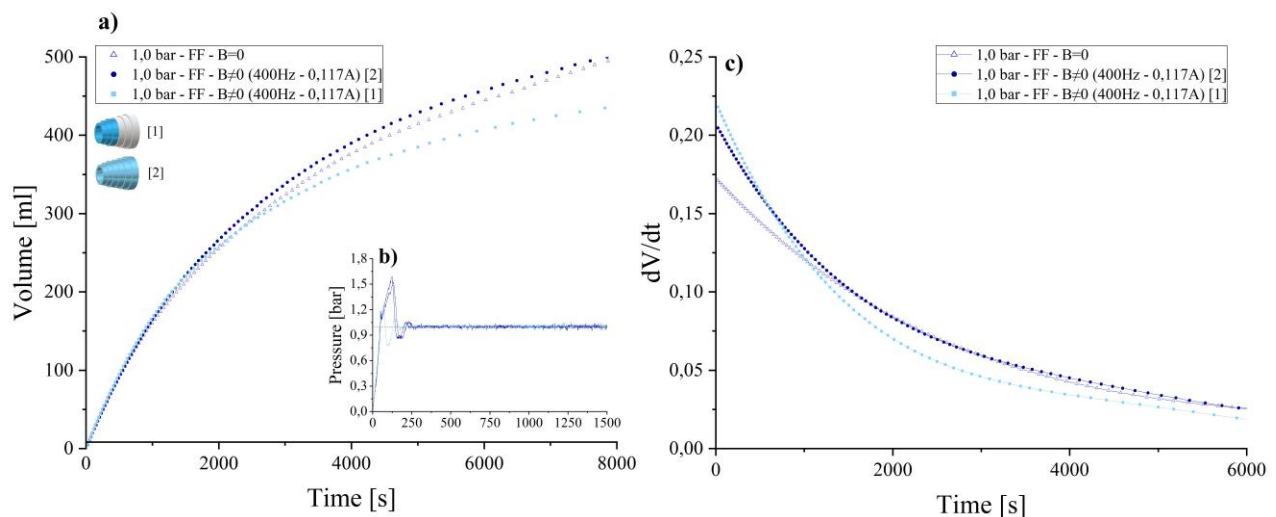 a)
1,0 bar - FF - B=0
1,0 bar - FF - B≠0 (400Hz - 0,117A) [2]
1,0 bar - FF - B≠0 (400Hz - 0,117A) [1]
[1]
[2]
500
400
300
200
100
0
Volume [ml]
0 2000 4000 6000 8000
Time [s]
b)
1,8
1,5
1,2
0,9
0,6
0,3
0,0
Pressure [bar]
0 250 500 750 1000 1250 1500
c)
1,0 bar - FF - B=0
1,0 bar - FF - B≠0 (400Hz - 0,117A) [2]
1,0 bar - FF - B≠0 (400Hz - 0,117A) [1]
0,25
0,20
0,15
0,10
0,05
0,00
dV/dt
0 2000 4000 6000
Time [s]